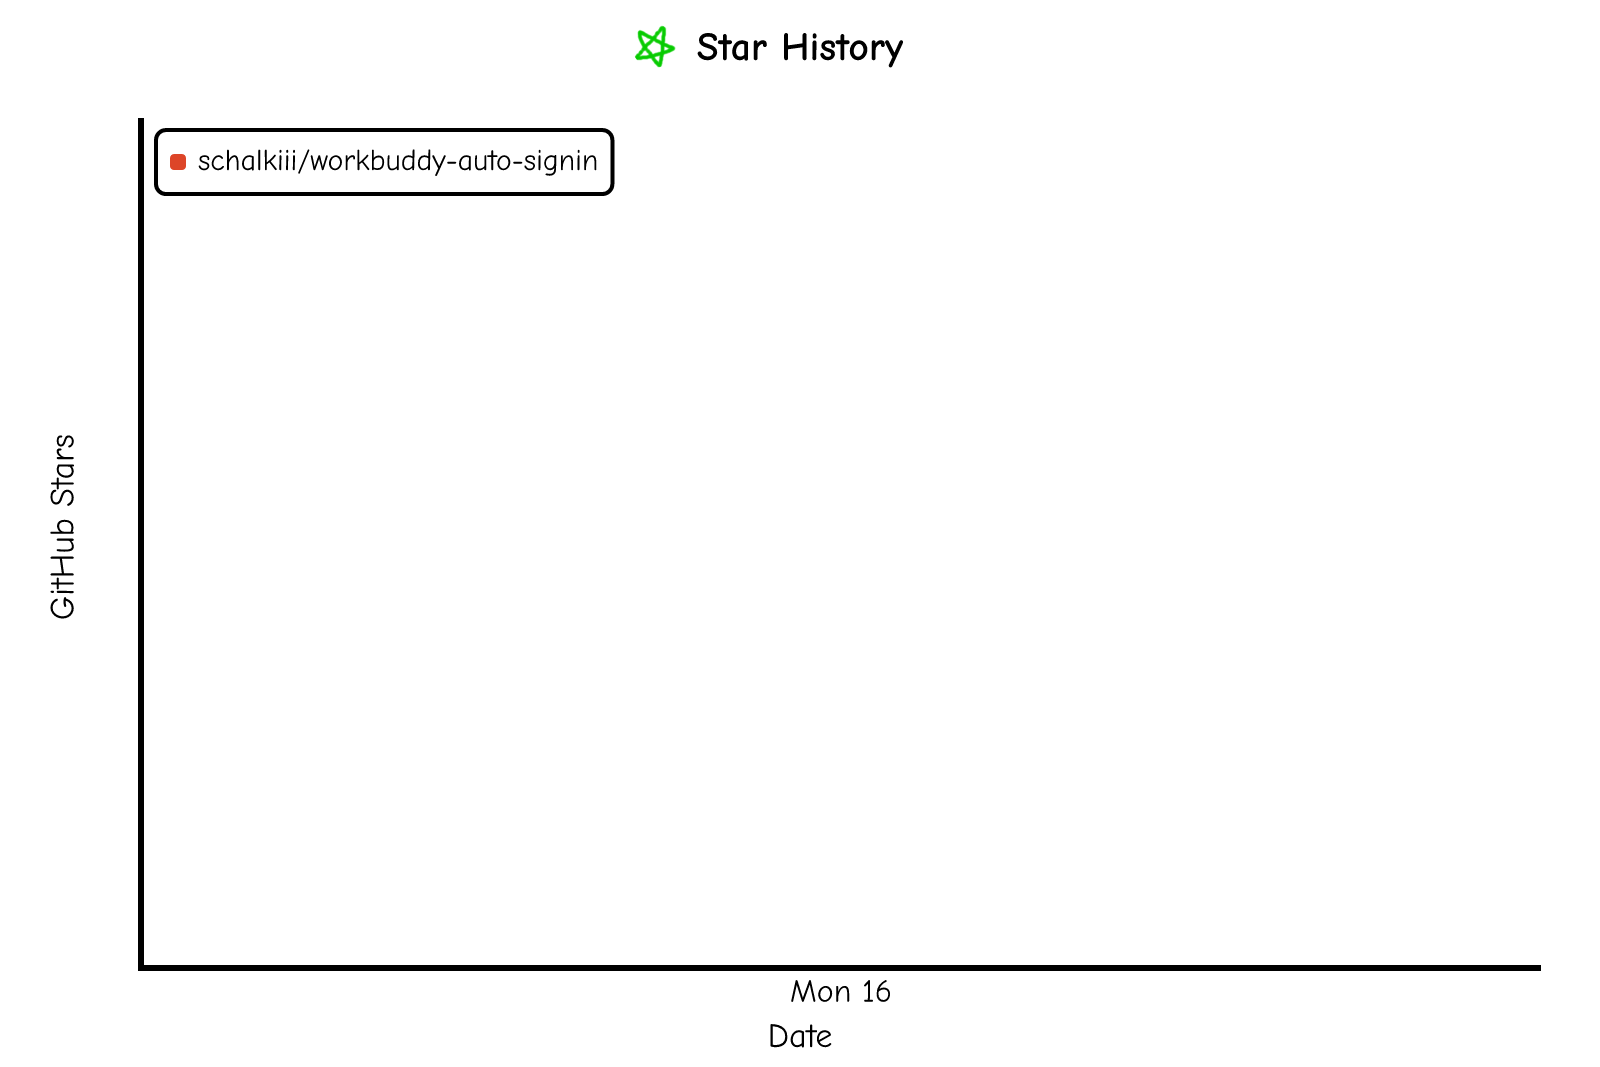 Star History
schalkiii/workbuddy-auto-signin
GitHub Stars
Mon 16
Date